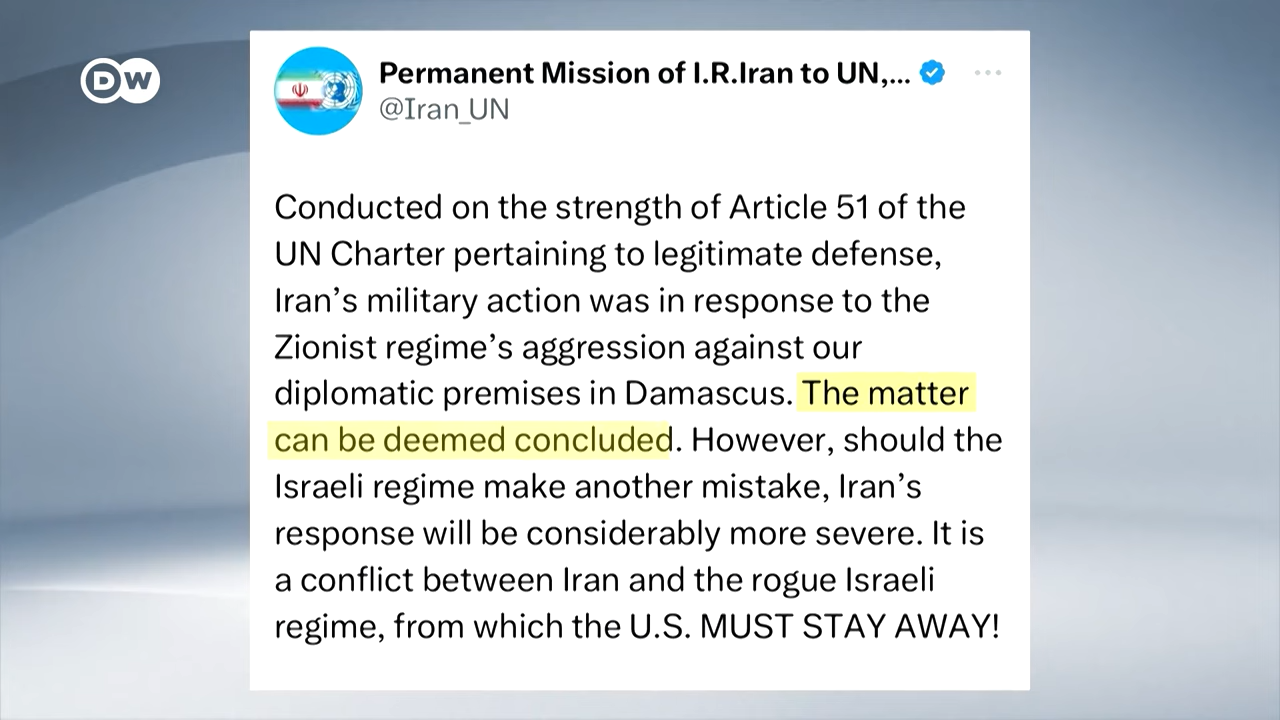 DW
Permanent Mission of I.R.Iran to UN,...
@Iran_UN
Conducted on the strength of Article 51 of the
UN Charter pertaining to legitimate defense,
Iran’s military action was in response to the
Zionist regime’s aggression against our
diplomatic premises in Damascus. The matter
can be deemed concluded. However, should the
Israeli regime make another mistake, Iran’s
response will be considerably more severe. It is
a conflict between Iran and the rogue Israeli
regime, from which the U.S. MUST STAY AWAY!